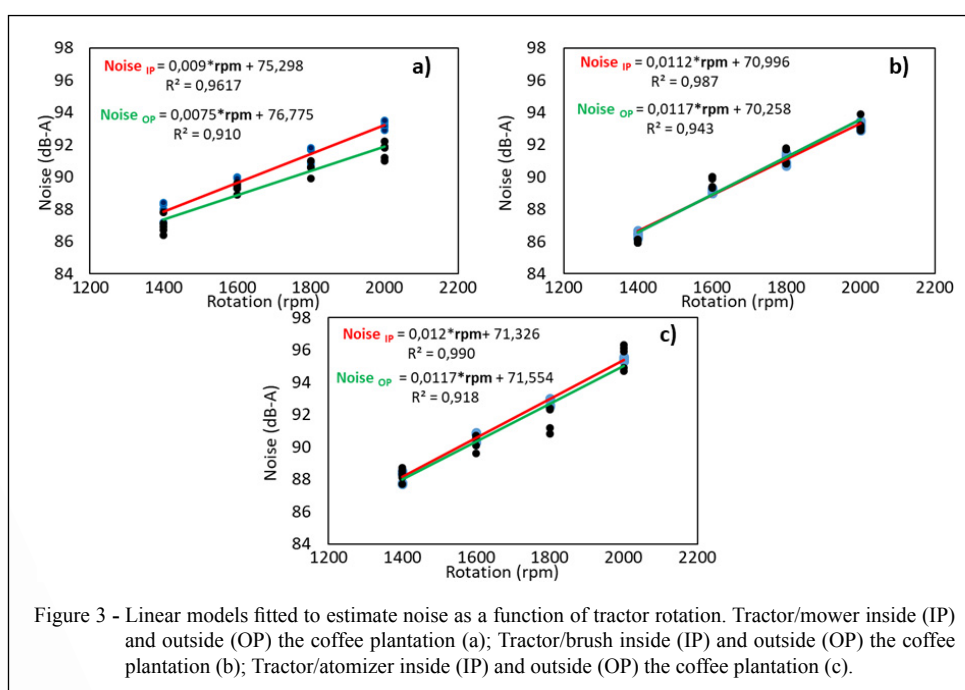 98
96
94
92
90
88
86
84
Noise (dB-A)
Noise IP = 0,009*rpm + 75,298
R² = 0,9617
Noise OP = 0,0075*rpm + 76,775
R² = 0,910
a)
1200 1400 1600 1800 2000 2200
Rotation (rpm)
98
96
94
92
90
88
86
84
Noise (dB-A)
Noise IP = 0,0112*rpm + 70,996
R² = 0,987
Noise OP = 0,0117*rpm + 70,258
R² = 0,943
b)
1200 1400 1600 1800 2000 2200
Rotation (rpm)
98
96
94
92
90
88
86
84
Noise (dB-A)
Noise IP = 0,012*rpm+ 71,326
R² = 0,990
Noise OP = 0,0117*rpm + 71,554
R² = 0,918
c)
1200 1400 1600 1800 2000 2200
Rotation (rpm)
Figure 3 - Linear models fitted to estimate noise as a function of tractor rotation. Tractor/mower inside (IP)
and outside (OP) the coffee plantation (a); Tractor/brush inside (IP) and outside (OP) the coffee
plantation (b); Tractor/atomizer inside (IP) and outside (OP) the coffee plantation (c).